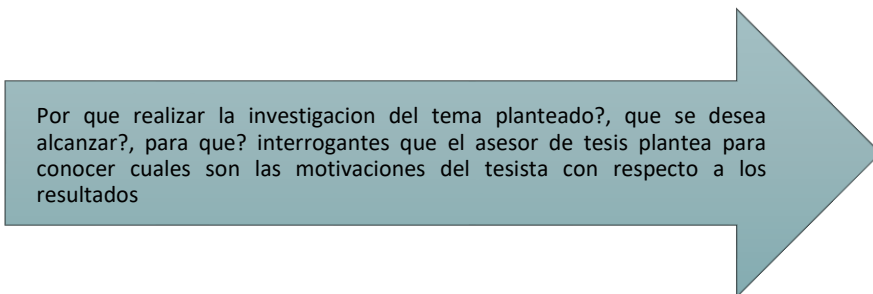 Por que realizar la investigacion del tema planteado?, que se desea
alcanzar?, para que? interrogantes que el asesor de tesis plantea para
conocer cuales son las motivaciones del tesista con respecto a los
resultados